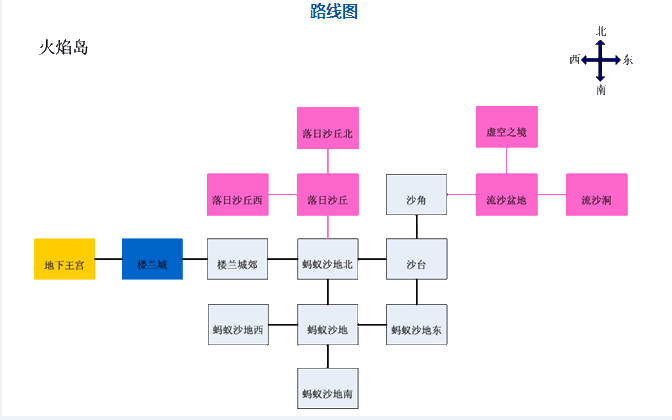 路线图
火焰岛
北
西
东
南
落日沙丘北
虚空之境
落日沙丘西
落日沙丘
沙角
流沙盆地
流沙洞
地下王宫
楼兰城
楼兰城郊
蚂蚁沙地北
沙台
蚂蚁沙地西
蚂蚁沙地
蚂蚁沙地东
蚂蚁沙地南